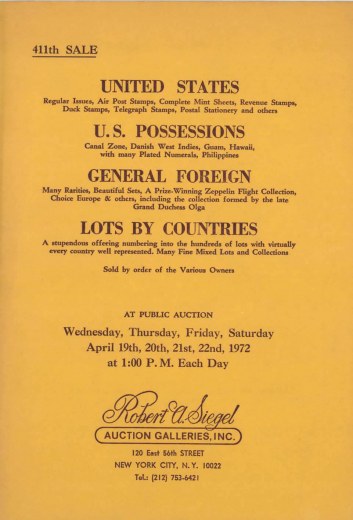 411th SALE
UNITED STATES
Regular Issues, Air Post Stamps, Complete Mint Sheets, Revenue Stamps,
Duck Stamps, Telegraph Stamps, Postal Stationery and others
U. S. POSSESSIONS
Canal Zone, Danish West Indies, Guam, Hawaii,
with many Plated Numerals, Philippines
GENERAL FOREIGN
Many Rarities, Beautiful Sets, A Prize-Winning Zeppelin Flight Collection,
Choice Europe & others, including the collection formed by the late
Grand Duchess Olga
LOTS BY COUNTRIES
A stupendous offering numbering into the hundreds of lots with virtually
every country well represented. Many Fine Mixed Lots and Collections
Sold by order of the Various Owners
AT PUBLIC AUCTION
Wednesday, Thursday, Friday, Saturday
April 19th, 20th, 21st, 22nd, 1972
at 1:00 P. M. Each Day
Robert A. Siegel
AUCTION GALLERIES, INC.
120 East 56th STREET
NEW YORK CITY, N. Y. 10022
Tel.: (212) 753-6421